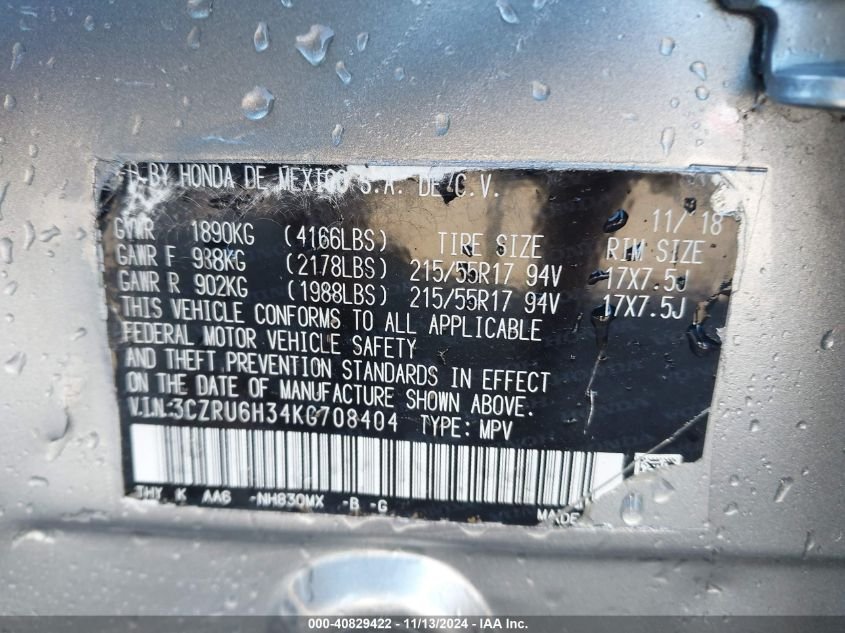 BY HONDA DE MEXICO S.A. DE C.V.
11/ 18
GVWR 1890KG (4166LBS) TIRE SIZE RIM SIZE
GAWR F 988KG (2178LBS) 215/55R17 94V 17X7.5J
GAWR R 902KG (1988LBS) 215/55R17 94V 17X7.5J
THIS VEHICLE CONFORMS TO ALL APPLICABLE
FEDERAL MOTOR VEHICLE SAFETY
AND THEFT PREVENTION STANDARDS IN EFFECT
ON THE DATE OF MANUFACTURE SHOWN ABOVE.
V.I.N:3CZRU6H34KG708404 TYPE: MPV
THY K AA6 -NH830MX -B -G
MADE
000-40829422 - 11/13/2024 - IAA Inc.